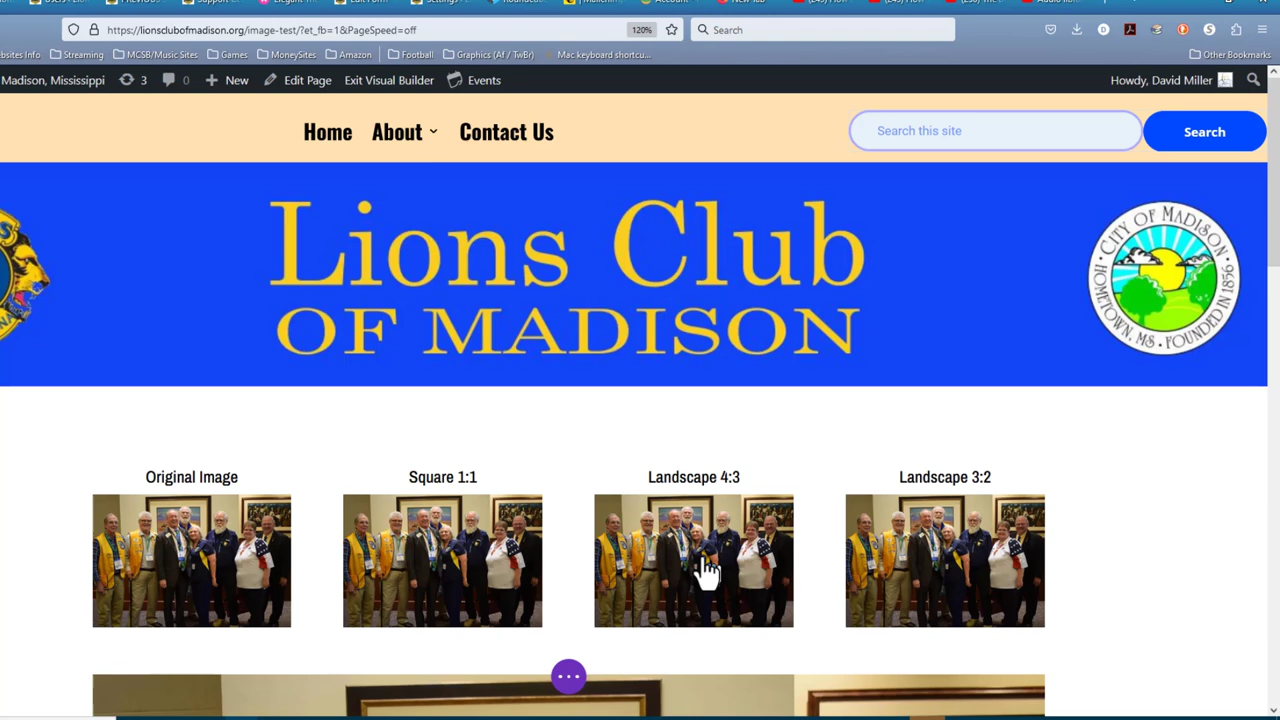 https://lionsclubofmadison.org/image-test/?et_fb=1&PageSpeed=off
120%
Search
ebsites Info
Streaming
MCSB/Music Sites
Games
MoneySites
Amazon
Football
Graphics (Af / TwBr)
Mac keyboard shortcu...
Other Bookmarks
Madison, Mississippi
3
0
New
Edit Page
Exit Visual Builder
Events
Howdy, David Miller
Home
About
Contact Us
Search this site
Search
Lions Club
OF MADISON
CITY OF MADISON
HOMETOWN, MS. FOUNDED IN 1856
Original Image
Square 1:1
Landscape 4:3
Landscape 3:2